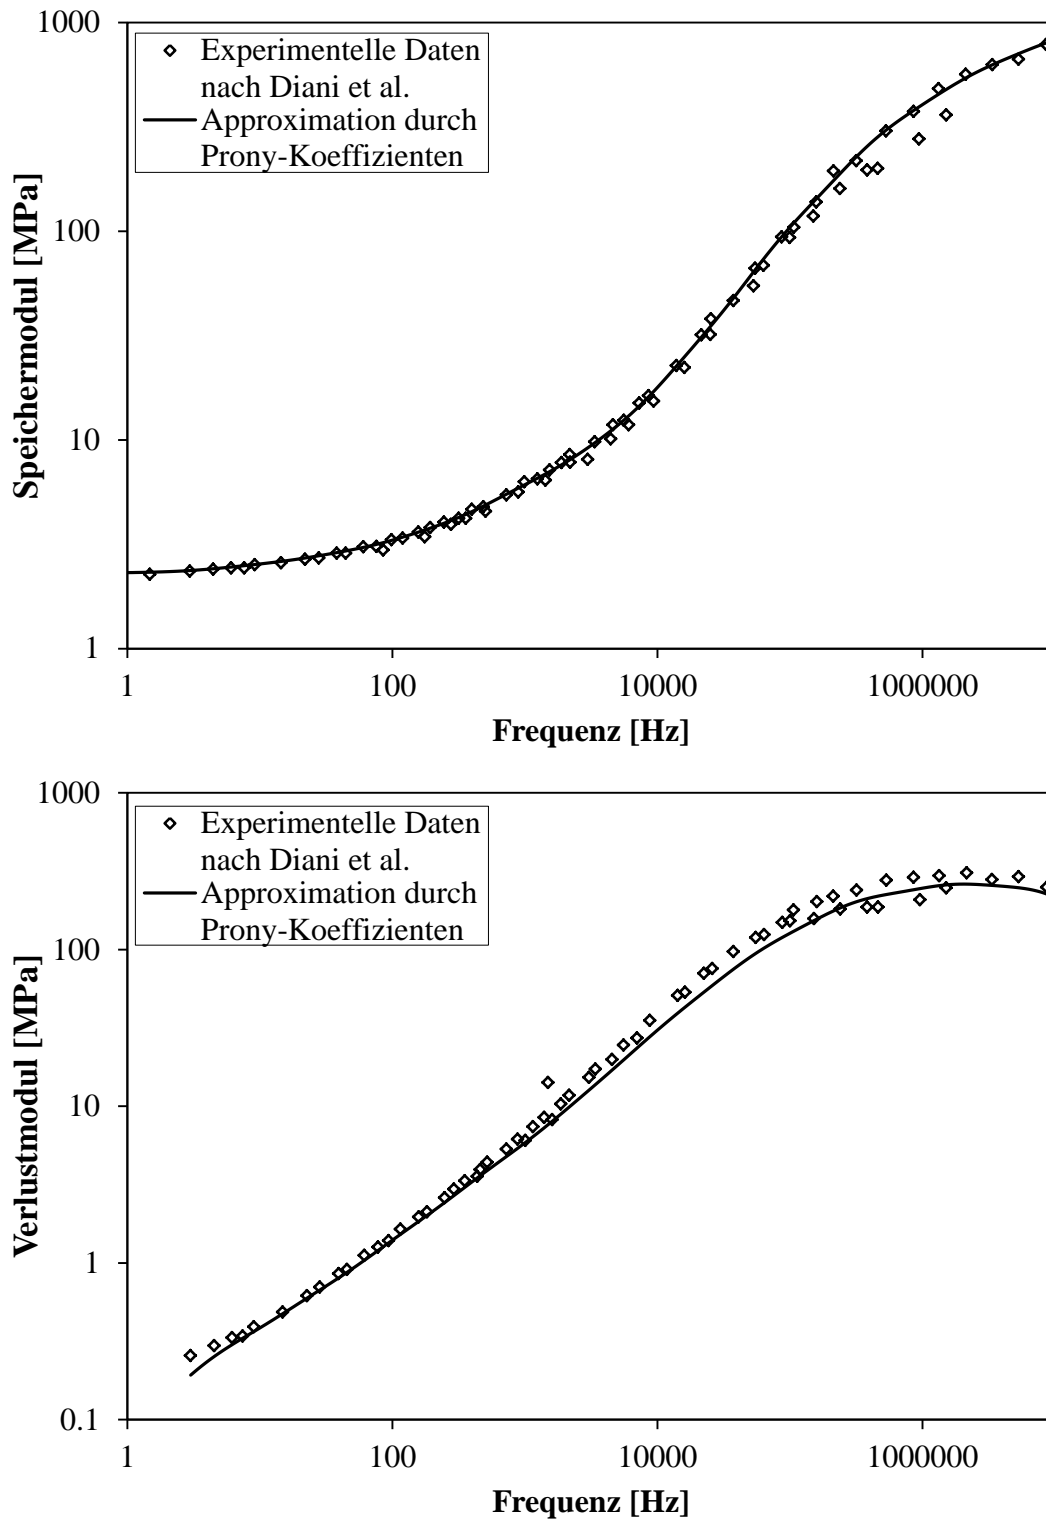 1000
Experimentelle Daten
nach Diani et al.
Approximation durch
Prony-Koeffizienten
100
10
1
Speichermodul [MPa]
1 100 10000 1000000
Frequenz [Hz]
1000
Experimentelle Daten
nach Diani et al.
Approximation durch
Prony-Koeffizienten
100
10
1
0.1
Verlustmodul [MPa]
1 100 10000 1000000
Frequenz [Hz]